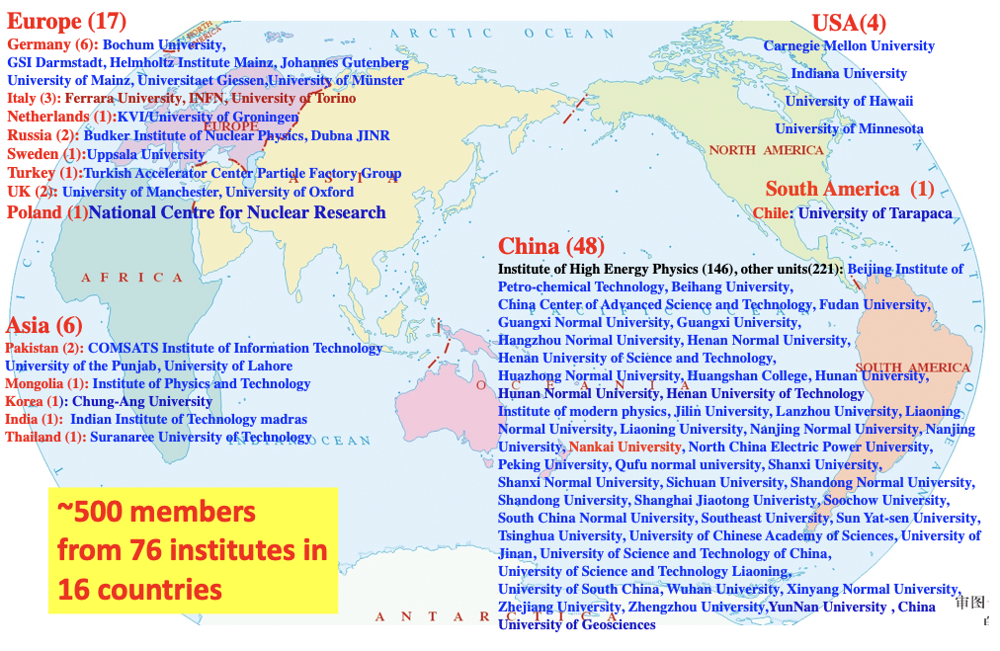 Europe (17)
Germany (6): Bochum University,
GSI Darmstadt, Helmholtz Institute Mainz, Johannes Gutenberg
University of Mainz, Universitaet Giessen,University of Münster
Italy (3): Ferrara University, INFN, University of Torino
Netherlands (1):KVI/University of Groningen
Russia (2): Budker Institute of Nuclear Physics, Dubna JINR
Sweden (1):Uppsala University
Turkey (1):Turkish Accelerator Center Particle Factory Group
UK (2): University of Manchester, University of Oxford
Poland (1)National Centre for Nuclear Research
NORTH
AMERICA
ARCTIC OCEAN
EUROPE
ASIA
AFRICA
USA(4)
Carnegie Mellon University
Indiana University
University of Hawaii
University of Minnesota
NORTH AMERICA
South America (1)
Chile: University of Tarapaca
Asia (6)
Pakistan (2): COMSATS Institute of Information Technology
University of the Punjab, University of Lahore
Mongolia (1): Institute of Physics and Technology
Korea (1): Chung-Ang University
India (1): Indian Institute of Technology madras
Thailand (1): Suranaree University of Technology
INDIAN OCEAN
China (48)
Institute of High Energy Physics (146), other units(221): Beijing Institute of
Petro-chemical Technology, Beihang University,
China Center of Advanced Science and Technology, Fudan University,
Guangxi Normal University, Guangxi University,
Hangzhou Normal University, Henan Normal University,
Henan University of Science and Technology,
Huazhong Normal University, Huangshan College, Hunan University,
Hunan Normal University, Henan University of Technology
Institute of modern physics, Jilin University, Lanzhou University, Liaoning
Normal University, Liaoning University, Nanjing Normal University, Nanjing
University, Nankai University, North China Electric Power University,
Peking University, Qufu normal university, Shanxi University,
Shanxi Normal University, Sichuan University, Shandong Normal University,
Shandong University, Shanghai Jiaotong Univeristy, Soochow University,
South China Normal University, Southeast University, Sun Yat-sen University,
Tsinghua University, University of Chinese Academy of Sciences, University of
Jinan, University of Science and Technology of China,
University of Science and Technology Liaoning,
University of South China, Wuhan University, Xinyang Normal University,
Zhejiang University, Zhengzhou University,YunNan University , China
University of Geosciences
OCEANIA
SOUTH AMERICA
~500 members
from 76 institutes in
16 countries
ANTARCTICA
审图